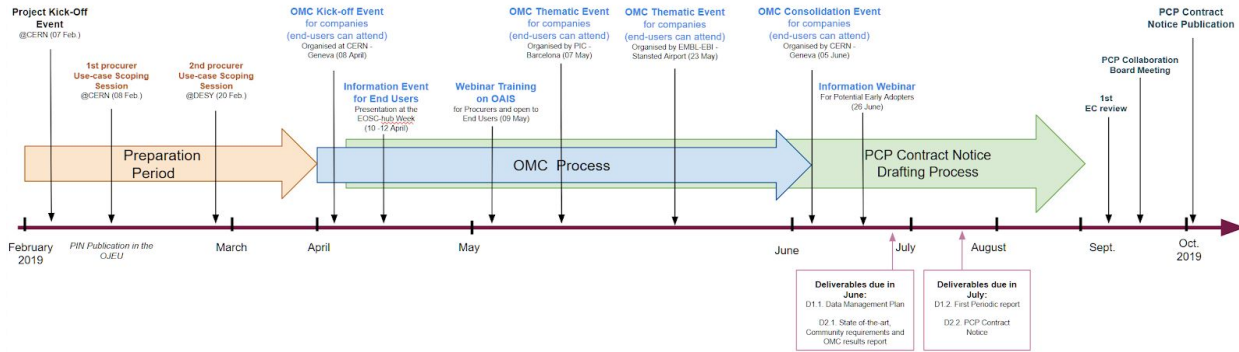 Project Kick-Off
Event
@CERN (07 Feb.)
1st procurer
Use-case Scoping
Session
@CERN (08 Feb.)
2nd procurer
Use-case Scoping
Session
@DESY (20 Feb.)
OMC Kick-off Event
for companies
(end-users can attend)
Organised at CERN -
Geneva (08 April)
Information Event
for End Users
Presentation at the
EOSC-hub Week
(10 -12 April)
Webinar Training
on OAIS
for Procurers and open to
End Users (09 May)
OMC Thematic Event
for companies
(end-users can attend)
Organised by PIC -
Barcelona (07 May)
OMC Thematic Event
for companies
(end-users can attend)
Organised by EMBL-EBI -
Stansted Airport (23 May)
OMC Consolidation Event
for companies
(end-users can attend)
Organised by CERN -
Geneva (05 June)
Information Webinar
For Potential Early Adopters
(26 June)
1st
EC review
PCP Collaboration
Board Meeting
PCP Contract
Notice Publication
Preparation
Period
OMC Process
PCP Contract Notice
Drafting Process
February
2019
PIN Publication in the
OJEU
March
April
May
June
July
August
Sept.
Oct.
2019
Deliverables due in
June:
D1.1. Data Management Plan
D2.1. State of-the-art,
Community requirements and
OMC results report
Deliverables due in
July:
D1.2. First Periodic report
D2.2. PCP Contract
Notice